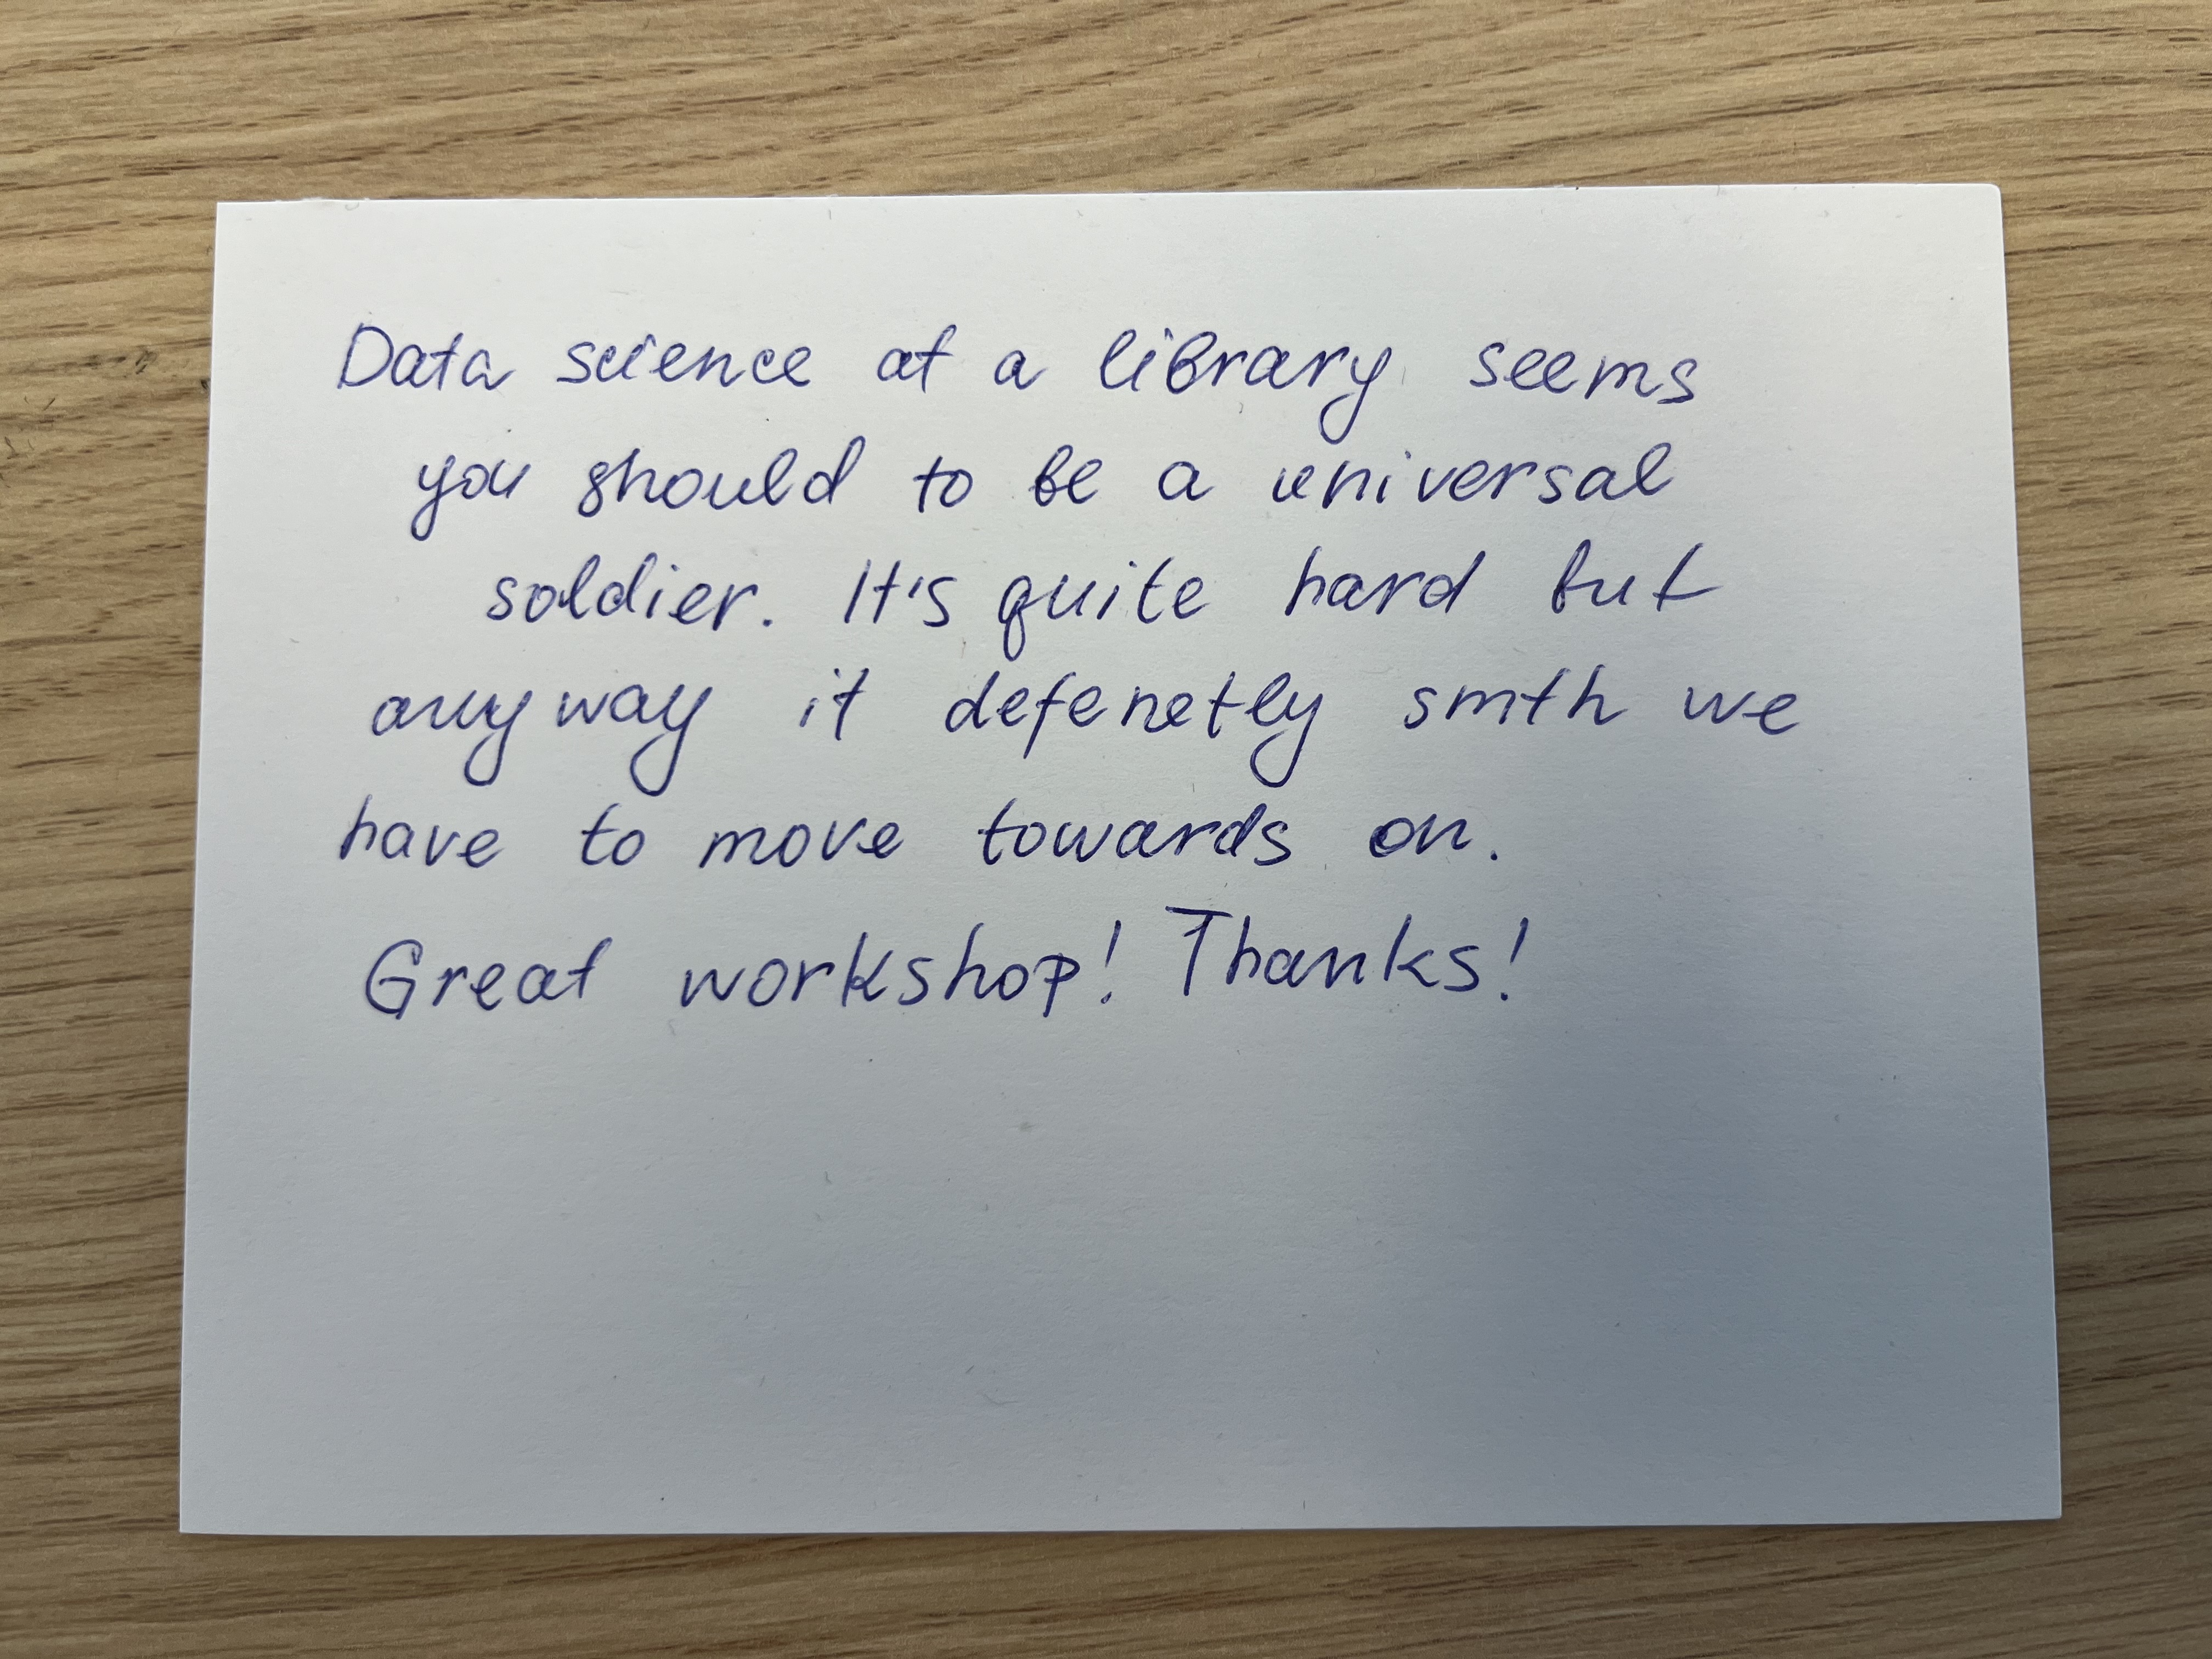 Data science at a library seems
you should to be a universal
soldier. It's quite hard but
anyway it defenetly smth we
have to move towards on.
Great workshop! Thanks!